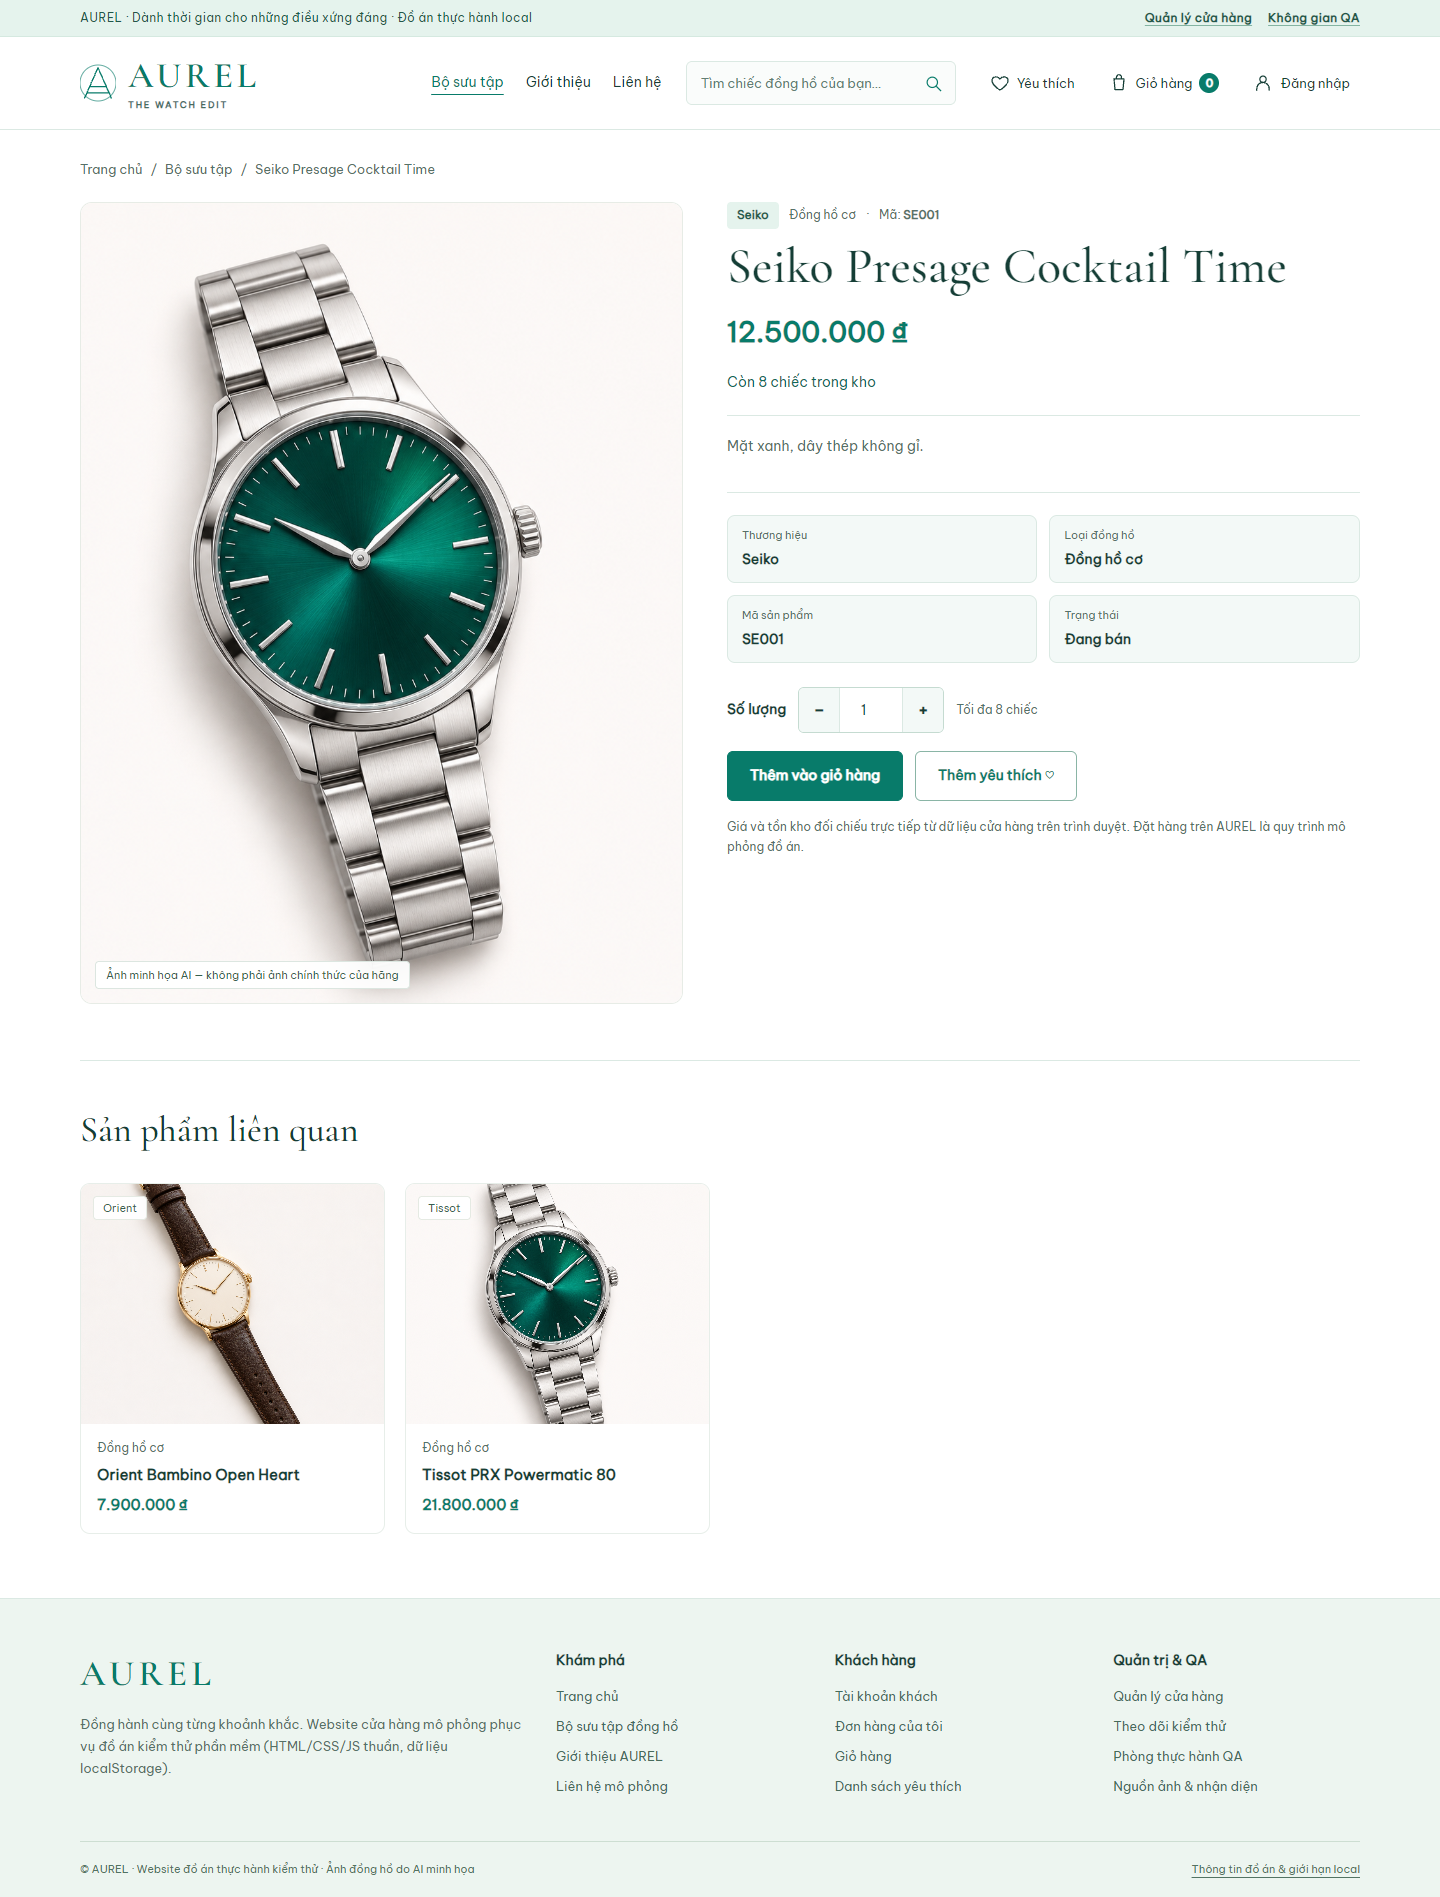 AUREL · Dành thời gian cho những điều xứng đáng · Đồ án thực hành local
Quản lý cửa hàng
Không gian QA
AUREL
THE WATCH EDIT
Bộ sưu tập
Giới thiệu
Liên hệ
Tìm chiếc đồng hồ của bạn...
Yêu thích
Giỏ hàng 0
Đăng nhập
Trang chủ / Bộ sưu tập / Seiko Presage Cocktail Time
Seiko
Đồng hồ cơ · Mã: SE001
Seiko Presage Cocktail Time
12.500.000 ₫
Còn 8 chiếc trong kho
Mặt xanh, dây thép không gỉ.
Thương hiệu
Seiko
Loại đồng hồ
Đồng hồ cơ
Mã sản phẩm
SE001
Trạng thái
Đang bán
Số lượng
− 1 +
Tối đa 8 chiếc
Thêm vào giỏ hàng
Thêm yêu thích ♡
Giá và tồn kho đối chiếu trực tiếp từ dữ liệu cửa hàng trên trình duyệt. Đặt hàng trên AUREL là quy trình mô
phỏng đồ án.
Ảnh minh họa AI — không phải ảnh chính thức của hãng
Sản phẩm liên quan
Orient
Đồng hồ cơ
Orient Bambino Open Heart
7.900.000 ₫
Tissot
Đồng hồ cơ
Tissot PRX Powermatic 80
21.800.000 ₫
AUREL
Đồng hành cùng từng khoảnh khắc. Website cửa hàng mô phỏng phục
vụ đồ án kiểm thử phần mềm (HTML/CSS/JS thuần, dữ liệu
localStorage).
Khám phá
Trang chủ
Bộ sưu tập đồng hồ
Giới thiệu AUREL
Liên hệ mô phỏng
Khách hàng
Tài khoản khách
Đơn hàng của tôi
Giỏ hàng
Danh sách yêu thích
Quản trị & QA
Quản lý cửa hàng
Theo dõi kiểm thử
Phòng thực hành QA
Nguồn ảnh & nhận diện
© AUREL · Website đồ án thực hành kiểm thử · Ảnh đồng hồ do AI minh họa
Thông tin đồ án & giới hạn local